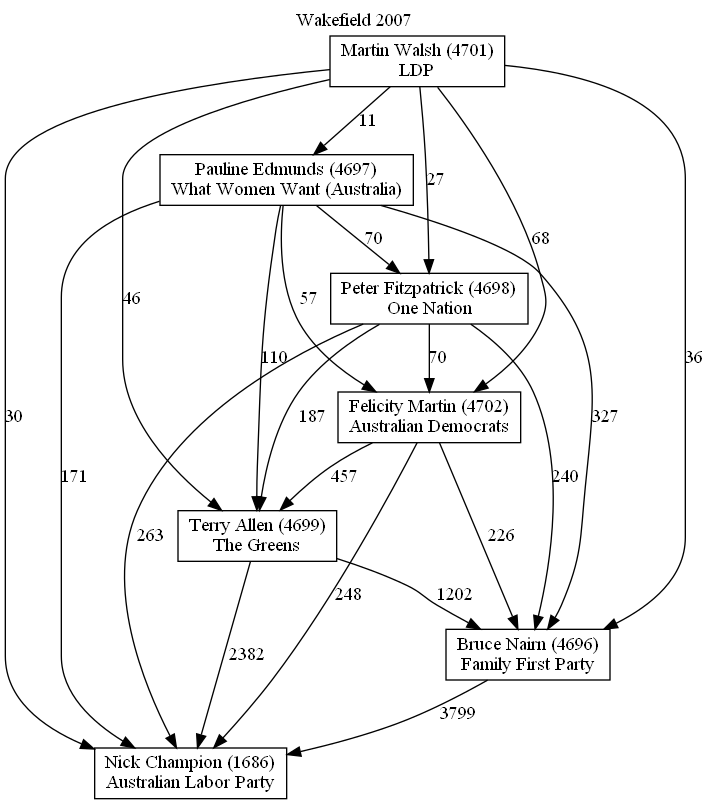 Wakefield 2007
Martin Walsh (4701)
LDP
11
Pauline Edmunds (4697)
What Women Want (Australia)
27
70
68
Peter Fitzpatrick (4698)
One Nation
46
57
110
70
36
Felicity Martin (4702)
Australian Democrats
30
187
327
171
457
240
Terry Allen (4699)
The Greens
263
226
248
1202
2382
Bruce Nairn (4696)
Family First Party
3799
Nick Champion (1686)
Australian Labor Party